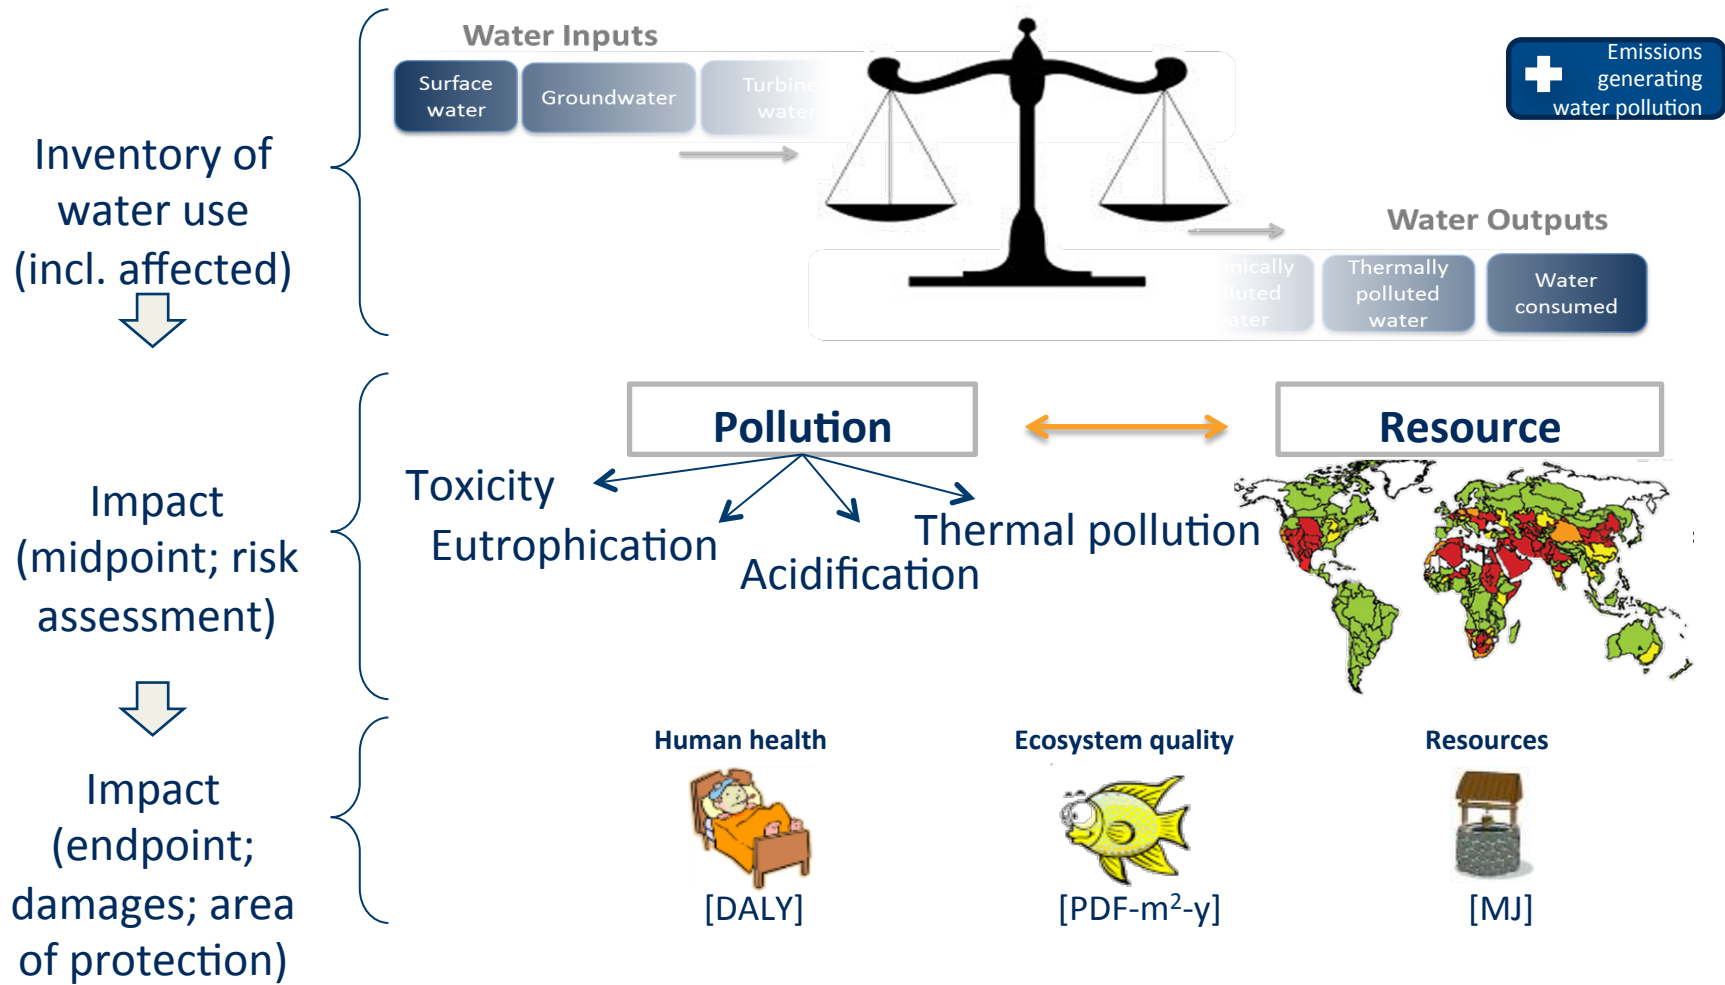 Water Inputs
Surface
water
Groundwater
water
Emissions
generating
water pollution
Inventory of
water use
(incl. affected)
Water Outputs
Thermally
polluted
water
Water
consumed
Pollution
Resource
Impact
(midpoint; risk
assessment)
Toxicity
Eutrophication
Acidification
Thermal pollution
Human health
Ecosystem quality
Resources
Impact
(endpoint;
damages; area
of protection)
[DALY]
[PDF-m²-y]
[MJ]